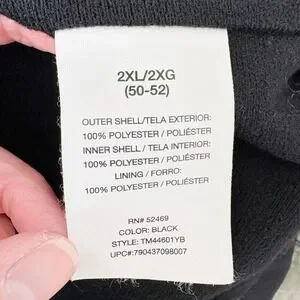 2XL/2XG
(50-52)
OUTER SHELL/TELA EXTERIOR:
100% POLYESTER / POLIÉSTER
INNER SHELL / TELA INTERIOR:
100% POLYESTER / POLIÉSTER
LINING / FORRO:
100% POLYESTER / POLIÉSTER
RN# 52469
COLOR: BLACK
STYLE: TM44601YB
UPC#:790437098007